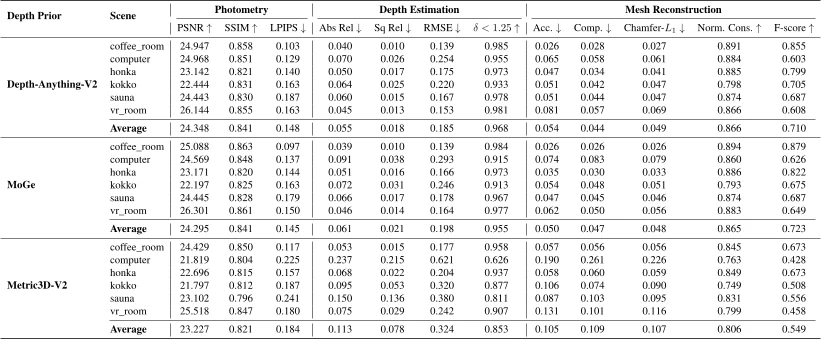 Depth Prior Scene Photometry Depth Estimation Mesh Reconstruction
PSNR↑ SSIM↑ LPIPS↓ Abs Rel↓ Sq Rel↓ RMSE↓ δ < 1.25↑ Acc.↓ Comp.↓ Chamfer-L₁↓ Norm. Cons.↑ F-score↑
coffee_room 24.947 0.858 0.103 0.040 0.010 0.139 0.985 0.026 0.028 0.027 0.891 0.855
computer 24.968 0.851 0.129 0.070 0.026 0.254 0.955 0.065 0.058 0.061 0.884 0.603
honka 23.142 0.821 0.140 0.050 0.017 0.175 0.973 0.047 0.034 0.041 0.885 0.799
Depth-Anything-V2 kokko 22.444 0.831 0.163 0.064 0.025 0.220 0.933 0.051 0.042 0.047 0.798 0.705
sauna 24.443 0.830 0.187 0.060 0.015 0.167 0.978 0.051 0.044 0.047 0.874 0.687
vr_room 26.144 0.855 0.163 0.045 0.013 0.153 0.981 0.081 0.057 0.069 0.866 0.608
Average 24.348 0.841 0.148 0.055 0.018 0.185 0.968 0.054 0.044 0.049 0.866 0.710
coffee_room 25.088 0.863 0.097 0.039 0.010 0.139 0.984 0.026 0.026 0.026 0.894 0.879
computer 24.569 0.848 0.137 0.091 0.038 0.293 0.915 0.074 0.083 0.079 0.860 0.626
honka 23.171 0.820 0.144 0.051 0.016 0.166 0.973 0.035 0.030 0.033 0.886 0.822
MoGe kokko 22.197 0.825 0.163 0.072 0.031 0.246 0.913 0.054 0.048 0.051 0.793 0.675
sauna 24.445 0.828 0.179 0.066 0.017 0.178 0.967 0.047 0.045 0.046 0.874 0.687
vr_room 26.301 0.861 0.150 0.046 0.014 0.164 0.977 0.062 0.050 0.056 0.883 0.649
Average 24.295 0.841 0.145 0.061 0.021 0.198 0.955 0.050 0.047 0.048 0.865 0.723
coffee_room 24.429 0.850 0.117 0.053 0.015 0.177 0.958 0.057 0.056 0.056 0.845 0.673
computer 21.819 0.804 0.225 0.237 0.215 0.621 0.626 0.190 0.261 0.226 0.763 0.428
honka 22.696 0.815 0.157 0.068 0.022 0.204 0.937 0.058 0.060 0.059 0.849 0.673
Metric3D-V2 kokko 21.797 0.812 0.187 0.095 0.053 0.320 0.877 0.106 0.074 0.090 0.749 0.508
sauna 23.102 0.796 0.241 0.150 0.136 0.380 0.811 0.087 0.103 0.095 0.831 0.556
vr_room 25.518 0.847 0.180 0.075 0.029 0.242 0.907 0.131 0.101 0.116 0.799 0.458
Average 23.227 0.821 0.184 0.113 0.078 0.324 0.853 0.105 0.109 0.107 0.806 0.549